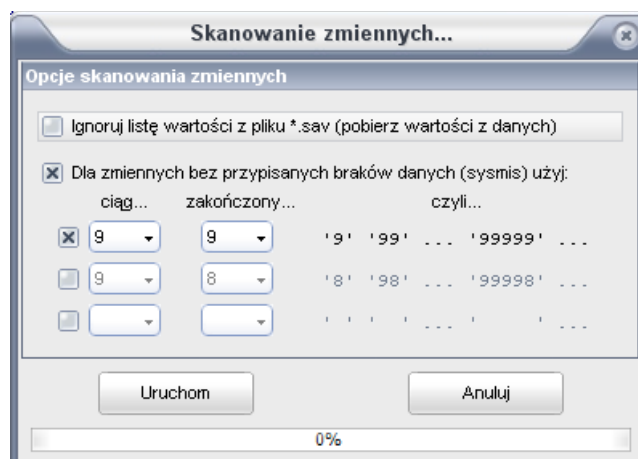 Skanowanie zmiennych...
Opcje skanowania zmiennych
Ignoruj listę wartości z pliku *.sav (pobierz wartości z danych)
Dla zmiennych bez przypisanych braków danych (sysmis) użyj:
ciąg... zakończony... czyli...
9 9 '9' '99' ... '99999' ...
9 8 '8' '98' ... '99998' ...
' ' ' ' ... ' ' ...
Uruchom Anuluj
0%